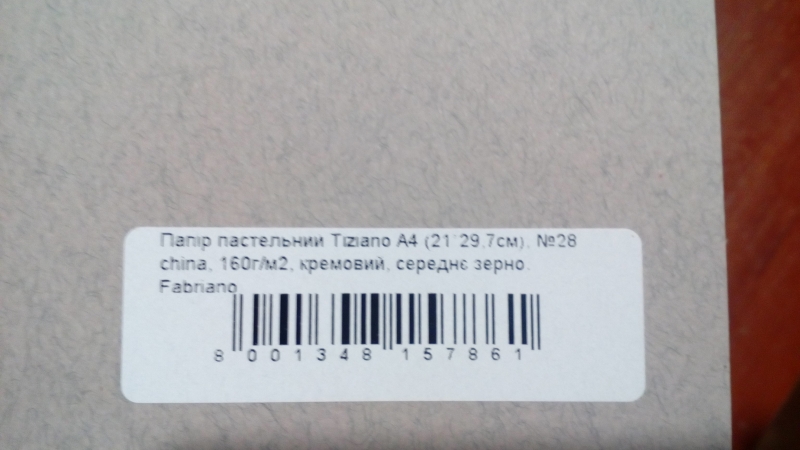 Папір пастельний Tiziano A4 (21*29,7см), №28
china, 160г/м2, кремовий, середнє зерно.
Fabriano
8 001348 157861